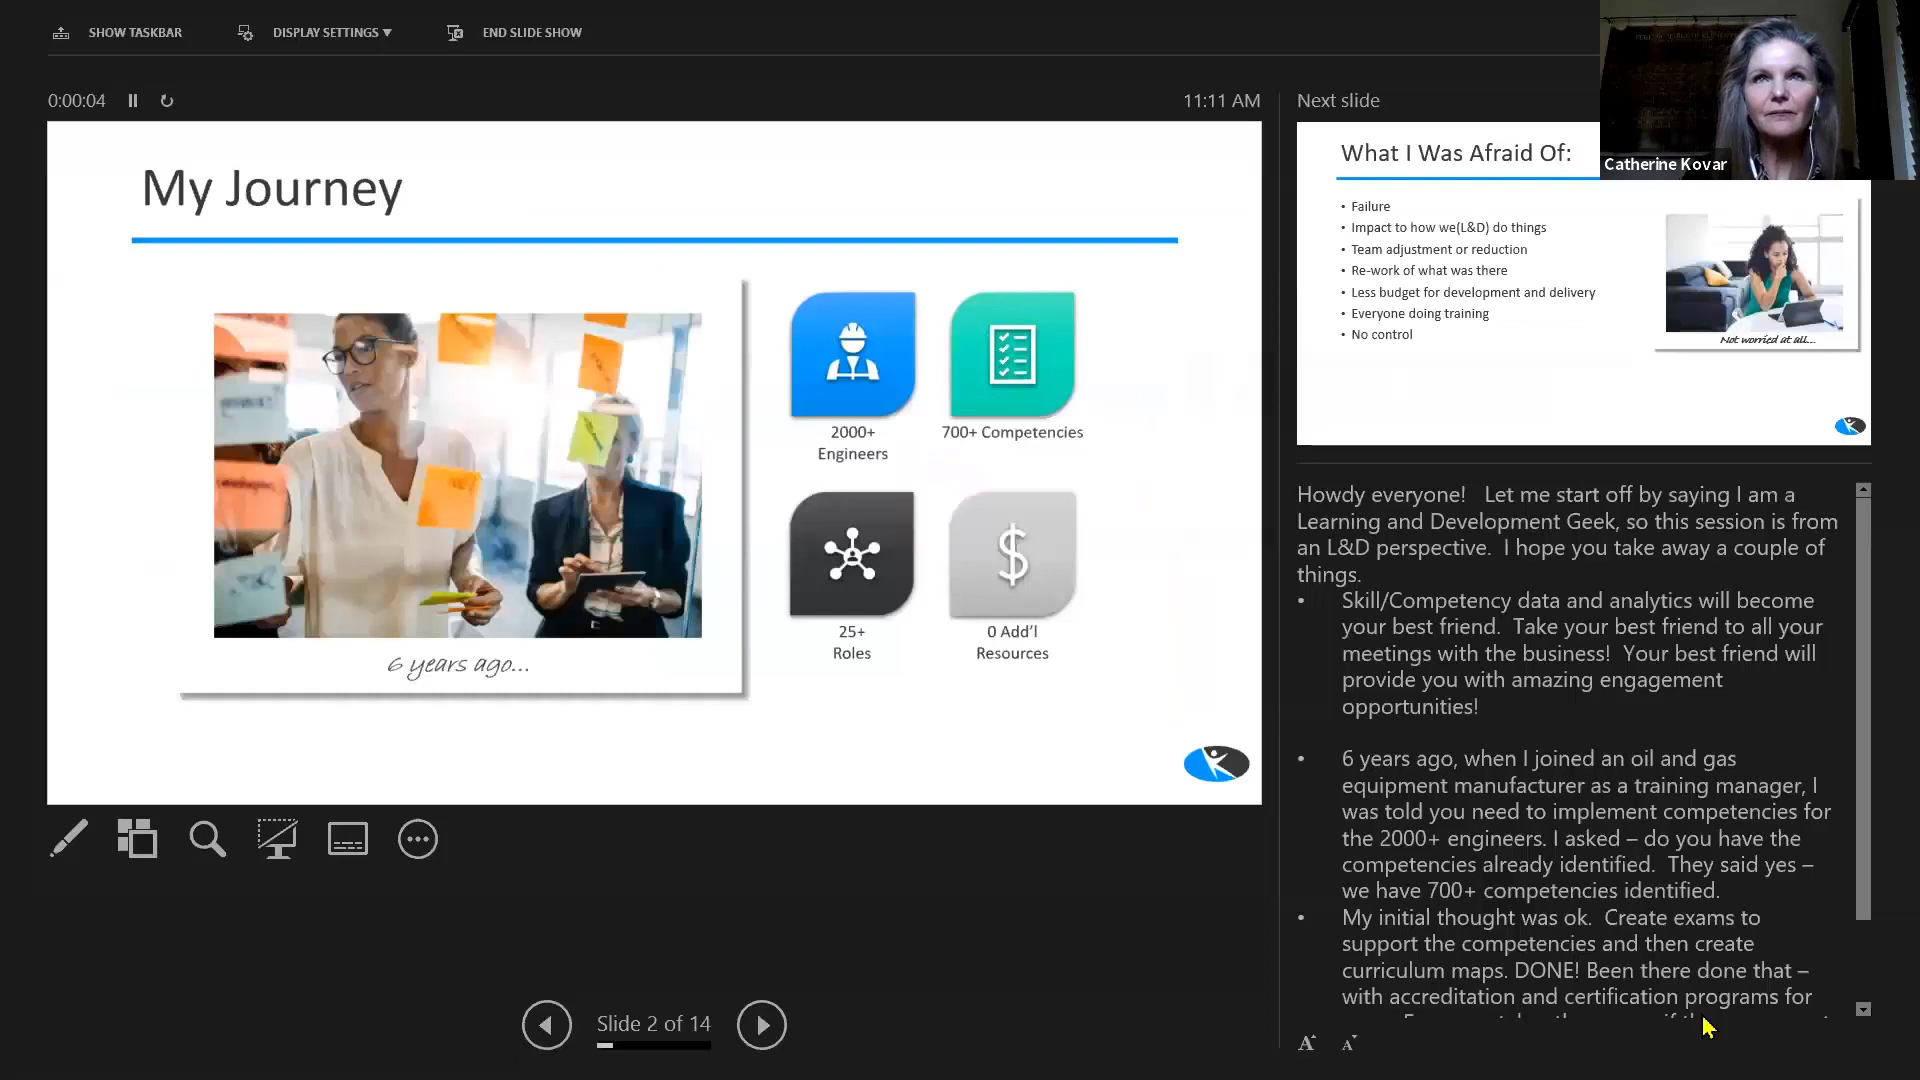 SHOW TASKBAR
DISPLAY SETTINGS ▼
END SLIDE SHOW
0:00:04
11:11 AM
My Journey
6 years ago...
2000+
Engineers
700+ Competencies
25+
Roles
0 Add'l
Resources
Slide 2 of 14
Next slide
Catherine Kovar
What I Was Afraid Of:
• Failure
• Impact to how we(L&D) do things
• Team adjustment or reduction
• Re-work of what was there
• Less budget for development and delivery
• Everyone doing training
• No control
Not worried at all...
Howdy everyone!   Let me start off by saying I am a
Learning and Development Geek, so this session is from
an L&D perspective.  I hope you take away a couple of
things.
• Skill/Competency data and analytics will become
your best friend.  Take your best friend to all your
meetings with the business!  Your best friend will
provide you with amazing engagement
opportunities!
• 6 years ago, when I joined an oil and gas
equipment manufacturer as a training manager, I
was told you need to implement competencies for
the 2000+ engineers. I asked – do you have the
competencies already identified.  They said yes –
we have 700+ competencies identified.
• My initial thought was ok.  Create exams to
support the competencies and then create
curriculum maps. DONE! Been there done that –
with accreditation and certification programs for
A A